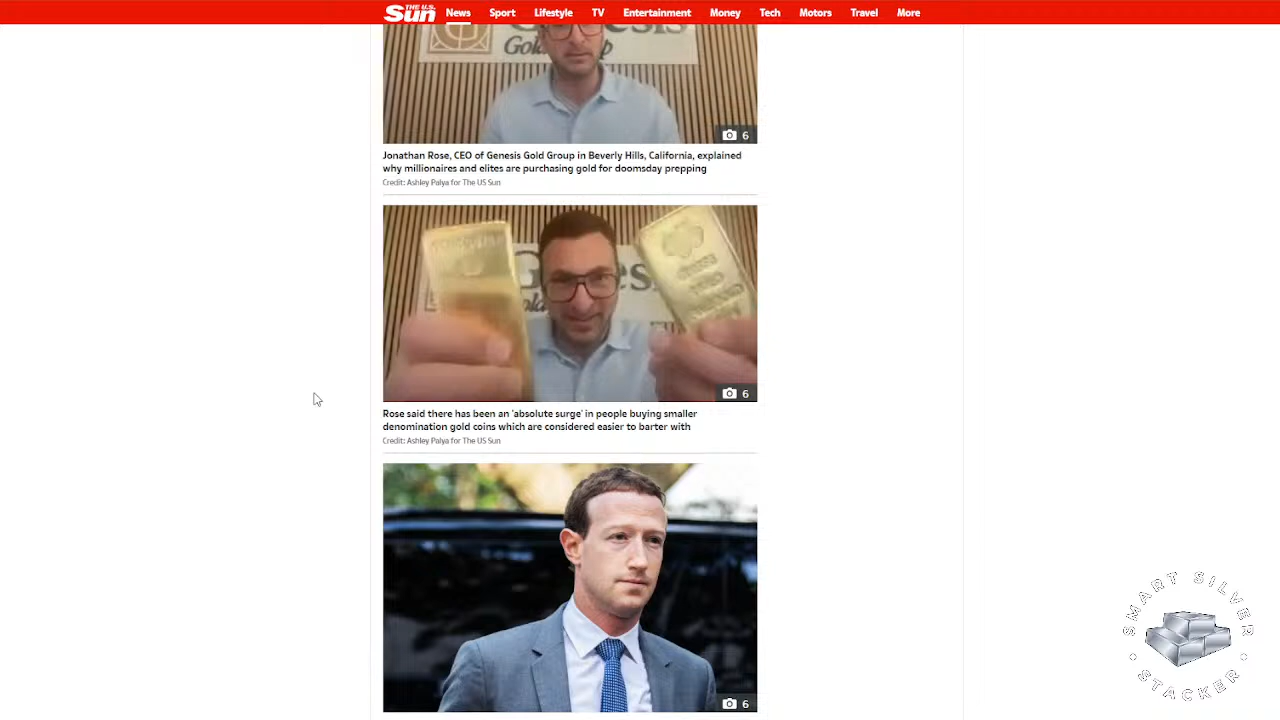 THE U.S.
Sun
News Sport Lifestyle TV Entertainment Money Tech Motors Travel More
Genesis
6
Jonathan Rose, CEO of Genesis Gold Group in Beverly Hills, California, explained
why millionaires and elites are purchasing gold for doomsday prepping
Credit: Ashley Palya for The US Sun
6
Rose said there has been an 'absolute surge' in people buying smaller
denomination gold coins which are considered easier to barter with
Credit: Ashley Palya for The US Sun
6
SMART SILVER
STACKER